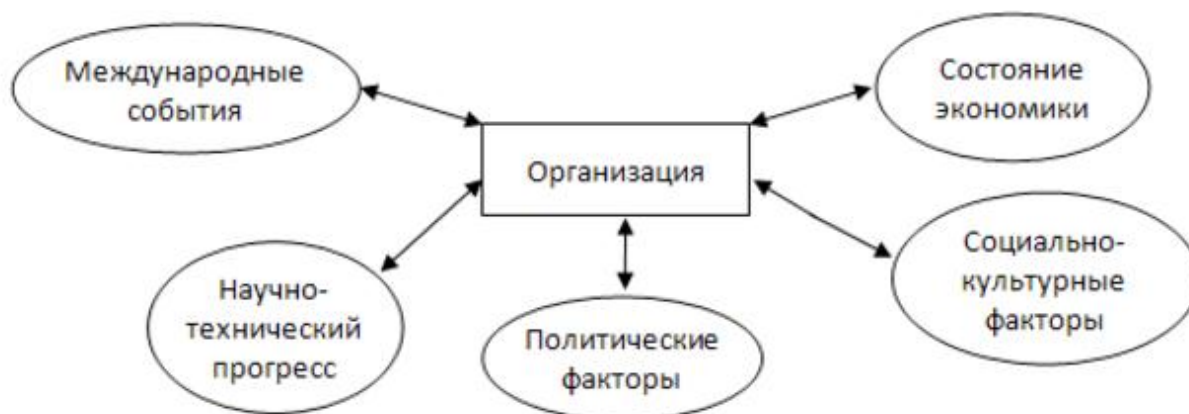 Международные
события
Состояние
экономики
Организация
Научно-
технический
прогресс
Политические
факторы
Социально-
культурные
факторы